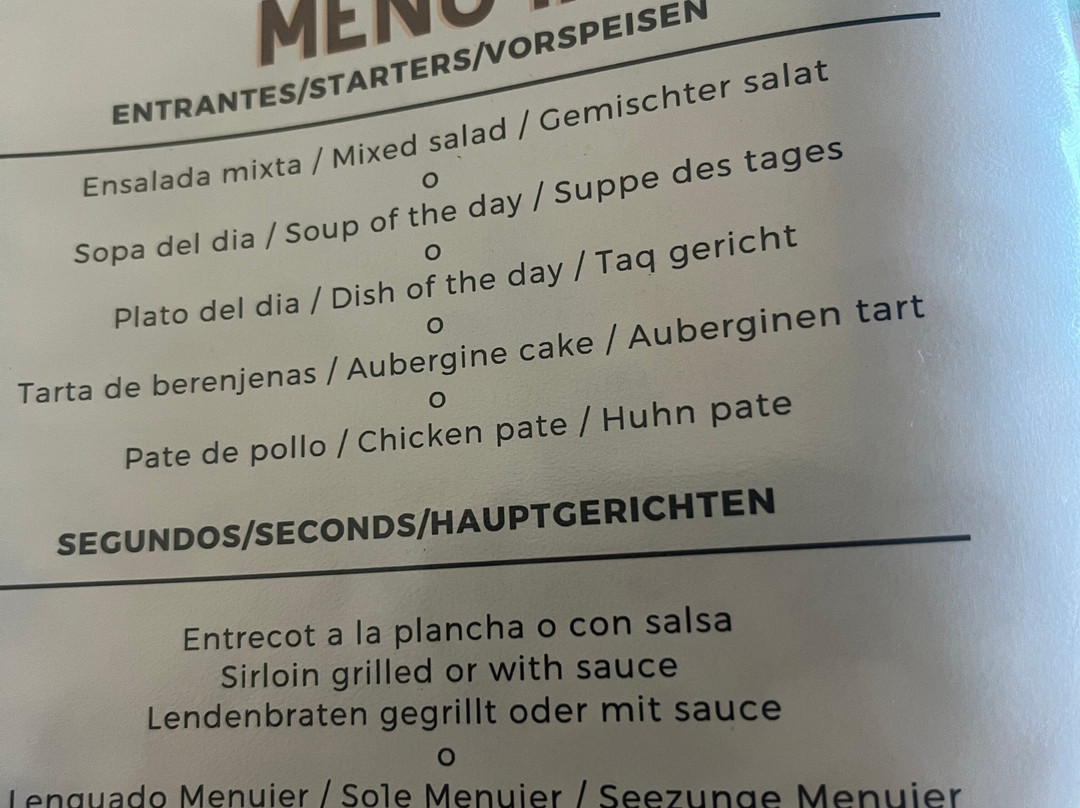 MENÚ
ENTRANTES/STARTERS/VORSPEISEN
Ensalada mixta / Mixed salad / Gemischter salat
o
Sopa del dia / Soup of the day / Suppe des tages
o
Plato del dia / Dish of the day / Taq gericht
o
Tarta de berenjenas / Aubergine cake / Auberginen tart
o
Pate de pollo / Chicken pate / Huhn pate
SEGUNDOS/SECONDS/HAUPTGERICHTEN
Entrecot a la plancha o con salsa
Sirloin grilled or with sauce
Lendenbraten gegrillt oder mit sauce
o
Lenguado Menuier / Sole Menuier / Seezunge Menuier